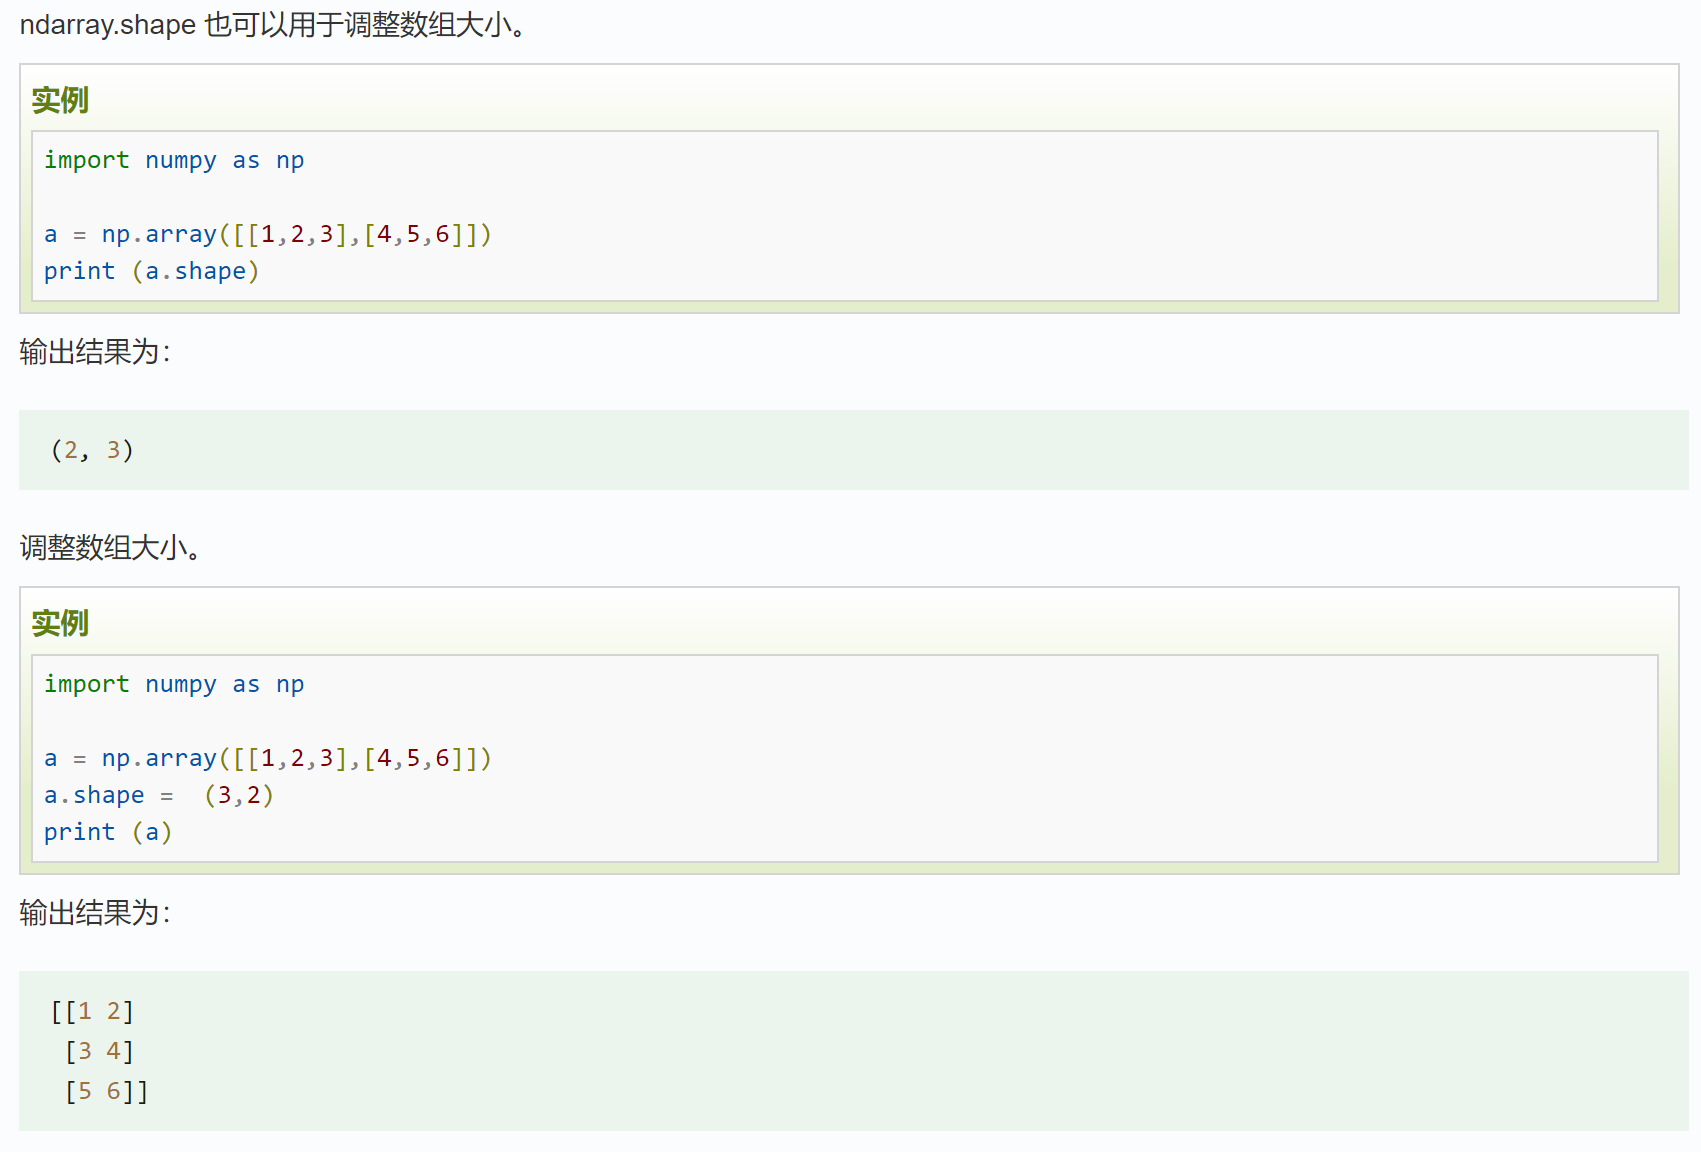 ndarray.shape 也可以用于调整数组大小。
实例
import numpy as np
a = np.array([[1,2,3],[4,5,6]])
print (a.shape)
输出结果为：
(2, 3)
调整数组大小。
实例
import numpy as np
a = np.array([[1,2,3],[4,5,6]])
a.shape =  (3,2)
print (a)
输出结果为：
[[1 2]
 [3 4]
 [5 6]]